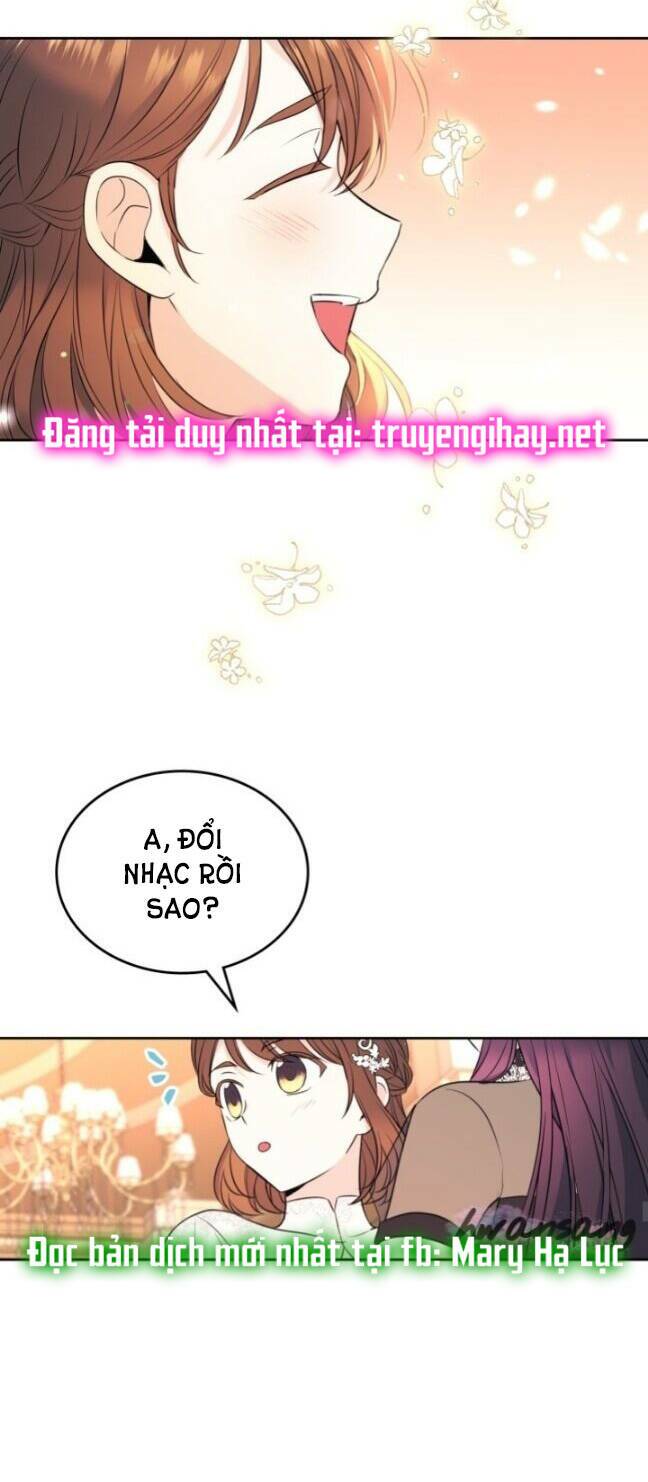 Đăng tải duy nhất tại: truyengihay.net
A, ĐỔI
NHẠC RỒI
SAO?
hwansang
Đọc bản dịch mới nhất tại fb: Mary Hạ Lục